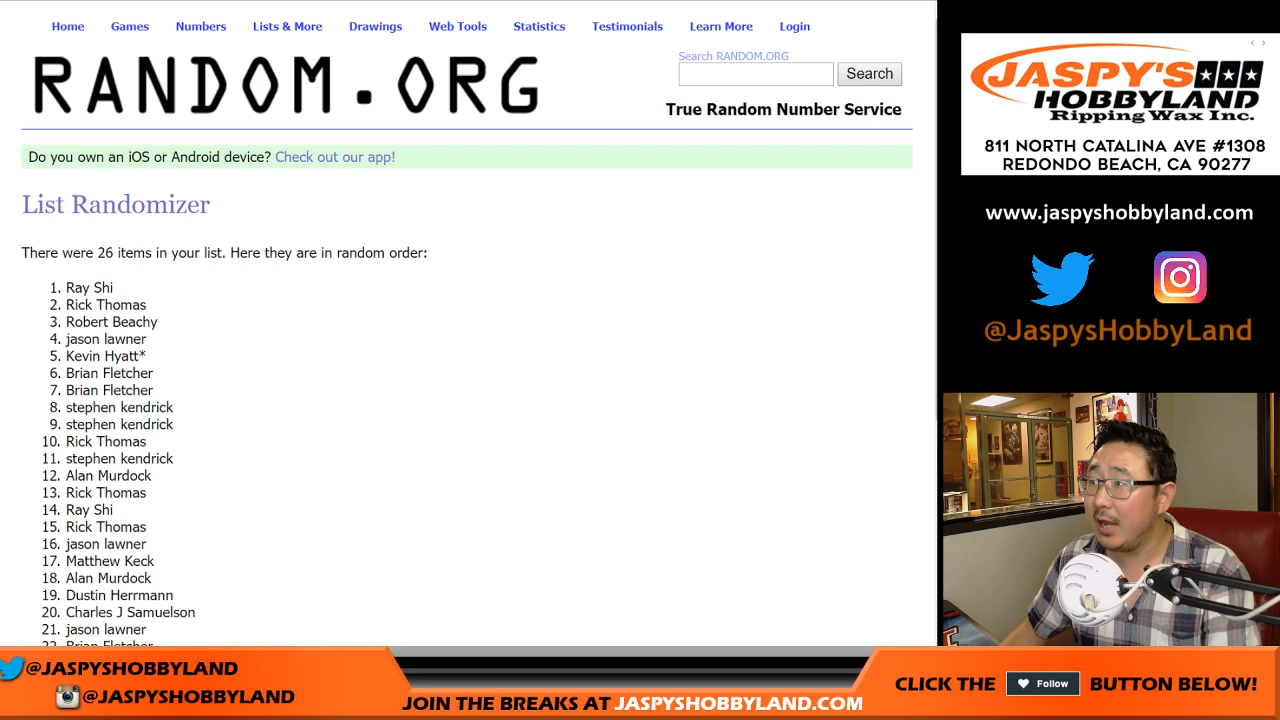 Home Games Numbers Lists & More Drawings Web Tools Statistics Testimonials Learn More Login
RANDOM.ORG
Search RANDOM.ORG
Search
True Random Number Service
Do you own an iOS or Android device? Check out our app!
List Randomizer
There were 26 items in your list. Here they are in random order:
1. Ray Shi
2. Rick Thomas
3. Robert Beachy
4. jason lawner
5. Kevin Hyatt*
6. Brian Fletcher
7. Brian Fletcher
8. stephen kendrick
9. stephen kendrick
10. Rick Thomas
11. stephen kendrick
12. Alan Murdock
13. Rick Thomas
14. Ray Shi
15. Rick Thomas
16. jason lawner
17. Matthew Keck
18. Alan Murdock
19. Dustin Herrmann
20. Charles J Samuelson
21. jason lawner
22. Brian Fletcher
JASPY'S
HOBBYLAND
Ripping Wax Inc.
811 NORTH CATALINA AVE #1308
REDONDO BEACH, CA 90277
www.jaspyshobbyland.com
@JaspysHobbyLand
@JASPYSHOBBYLAND
@JASPYSHOBBYLAND
JOIN THE BREAKS AT JASPYSHOBBYLAND.COM
CLICK THE Follow BUTTON BELOW!